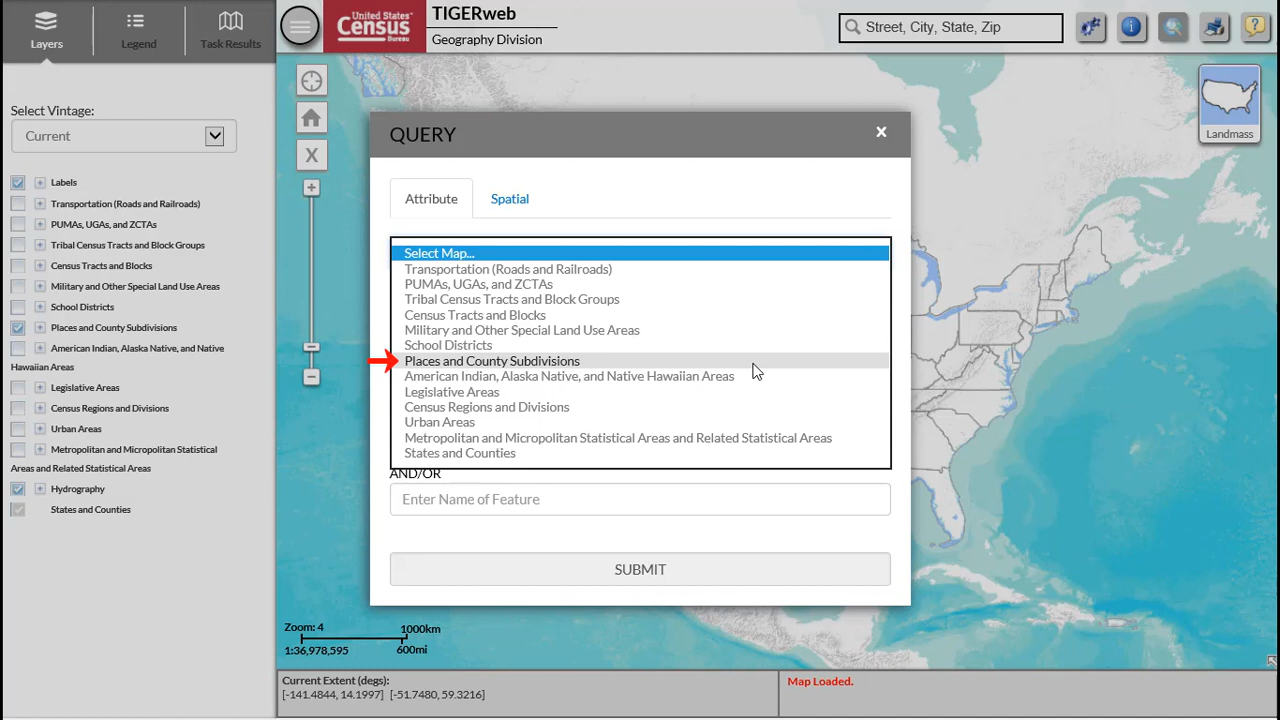 Layers
Legend
Task Results
United States
Census
Bureau
TIGERweb
Geography Division
Street, City, State, Zip
Landmass
Select Vintage:
Current
Labels
Transportation (Roads and Railroads)
PUMAs, UGAs, and ZCTAs
Tribal Census Tracts and Block Groups
Census Tracts and Blocks
Military and Other Special Land Use Areas
School Districts
Places and County Subdivisions
American Indian, Alaska Native, and Native
Hawaiian Areas
Legislative Areas
Census Regions and Divisions
Urban Areas
Metropolitan and Micropolitan Statistical
Areas and Related Statistical Areas
Hydrography
States and Counties
X
QUERY
x
Attribute
Spatial
Select Map...
Transportation (Roads and Railroads)
PUMAs, UGAs, and ZCTAs
Tribal Census Tracts and Block Groups
Census Tracts and Blocks
Military and Other Special Land Use Areas
School Districts
Places and County Subdivisions
American Indian, Alaska Native, and Native Hawaiian Areas
Legislative Areas
Census Regions and Divisions
Urban Areas
Metropolitan and Micropolitan Statistical Areas and Related Statistical Areas
States and Counties
AND/OR
Enter Name of Feature
SUBMIT
Zoom: 4
1000km
1:36,978,595
600mi
Current Extent (degs):
[-141.4844, 14.1997] [-51.7480, 59.3216]
Map Loaded.